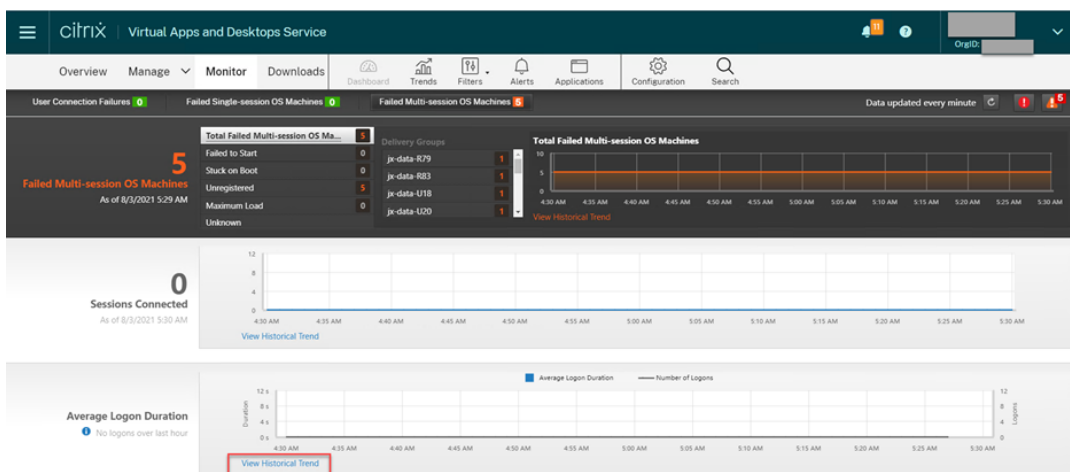 citrix | Virtual Apps and Desktops Service 11 ? OrgID:
Overview Manage Monitor Downloads Dashboard Trends Filters Alerts Applications Configuration Search
User Connection Failures 0 Failed Single-session OS Machines 0 Failed Multi-session OS Machines 5 Data updated every minute 5
5
Failed Multi-session OS Machines
As of 8/3/2021 5:29 AM
Total Failed Multi-session OS Ma... 5
Failed to Start 0
Stuck on Boot 0
Unregistered 5
Maximum Load 0
Unknown
Delivery Groups
jx-data-R79 1
jx-data-R83 1
jx-data-U18 1
jx-data-U20 1
Total Failed Multi-session OS Machines
10
5
0
4:30 AM 4:35 AM 4:40 AM 4:45 AM 4:50 AM 4:55 AM 5:00 AM 5:05 AM 5:10 AM 5:15 AM 5:20 AM 5:25 AM 5:30 AM
View Historical Trend
0
Sessions Connected
As of 8/3/2021 5:30 AM
12
8
4
0
4:30 AM 4:35 AM 4:40 AM 4:45 AM 4:50 AM 4:55 AM 5:00 AM 5:05 AM 5:10 AM 5:15 AM 5:20 AM 5:25 AM 5:30 AM
View Historical Trend
Average Logon Duration
No logons over last hour
Average Logon Duration Number of Logons
Duration
12 s
8 s
4 s
0 s
12
8
4
0
Logons
4:30 AM 4:35 AM 4:40 AM 4:45 AM 4:50 AM 4:55 AM 5:00 AM 5:05 AM 5:10 AM 5:15 AM 5:20 AM 5:25 AM 5:30 AM
View Historical Trend